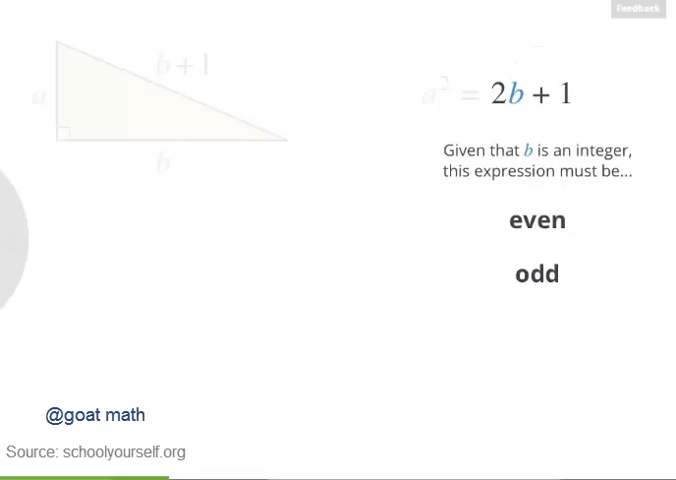 Feedback
b + 1
a
b
a² = 2b + 1
Given that b is an integer,
this expression must be...
even
odd
@goat math
Source: schoolyourself.org